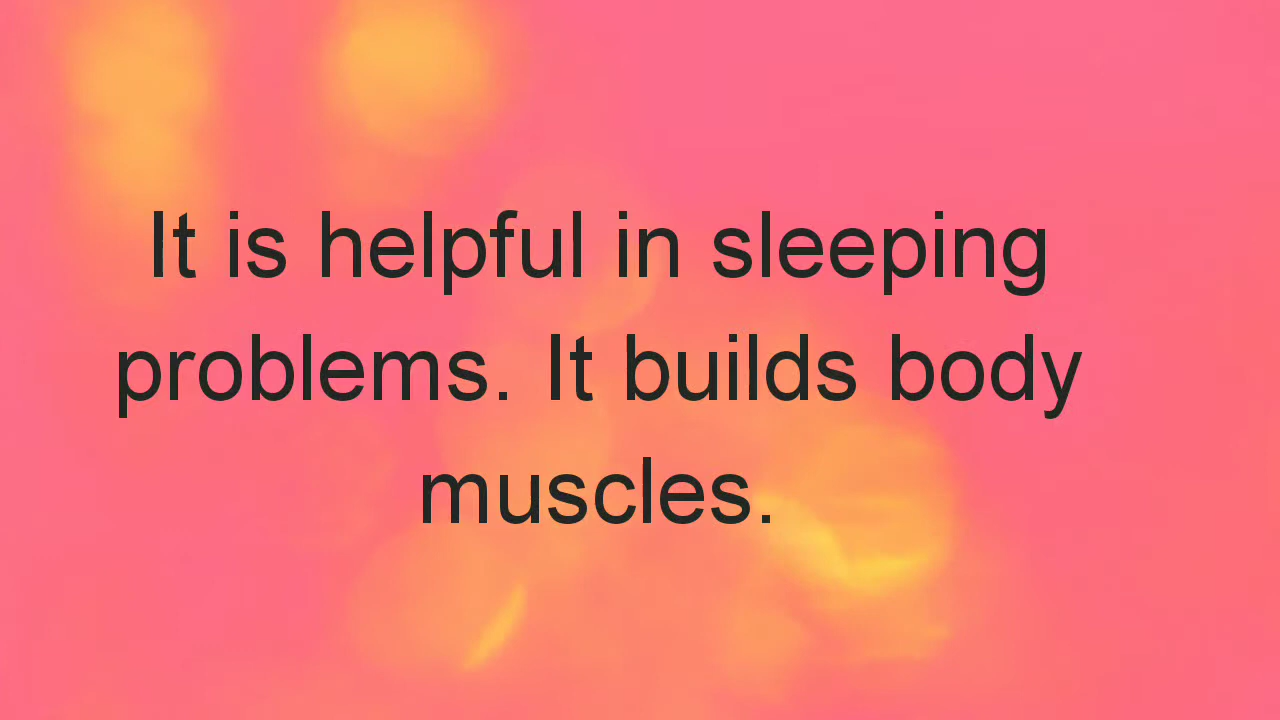 It is helpful in sleeping
problems. It builds body
muscles.